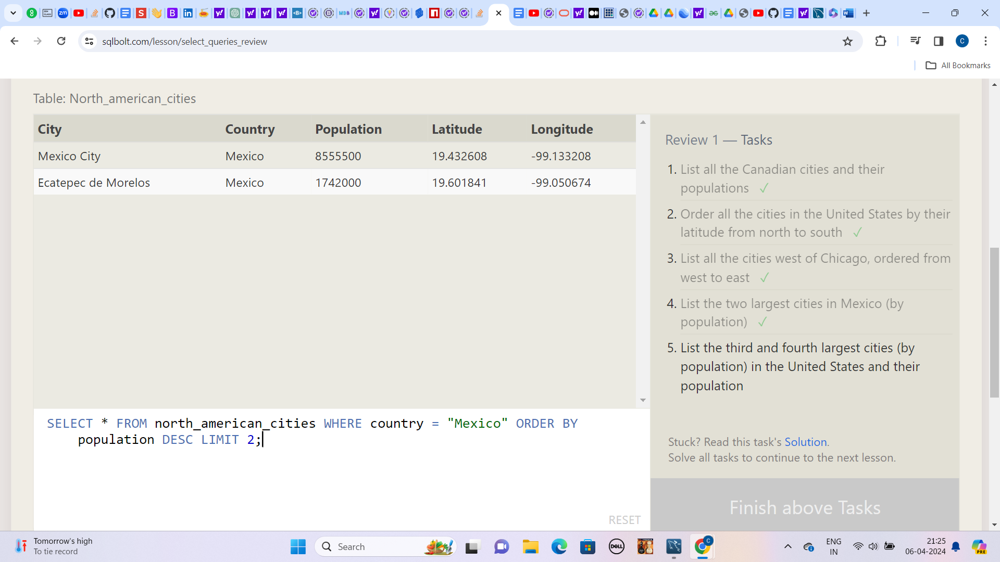 sqlbolt.com/lesson/select_queries_review
All Bookmarks
Table: North_american_cities
City Country Population Latitude Longitude
Mexico City Mexico 8555500 19.432608 -99.133208
Ecatepec de Morelos Mexico 1742000 19.601841 -99.050674
Review 1 — Tasks
1. List all the Canadian cities and their
populations ✓
2. Order all the cities in the United States by their
latitude from north to south ✓
3. List all the cities west of Chicago, ordered from
west to east ✓
4. List the two largest cities in Mexico (by
population) ✓
5. List the third and fourth largest cities (by
population) in the United States and their
population
SELECT * FROM north_american_cities WHERE country = "Mexico" ORDER BY
population DESC LIMIT 2;
RESET
Stuck? Read this task's Solution.
Solve all tasks to continue to the next lesson.
Finish above Tasks
Tomorrow's high
To tie record
Search
DELL
ENG
IN
21:25
06-04-2024
PRE